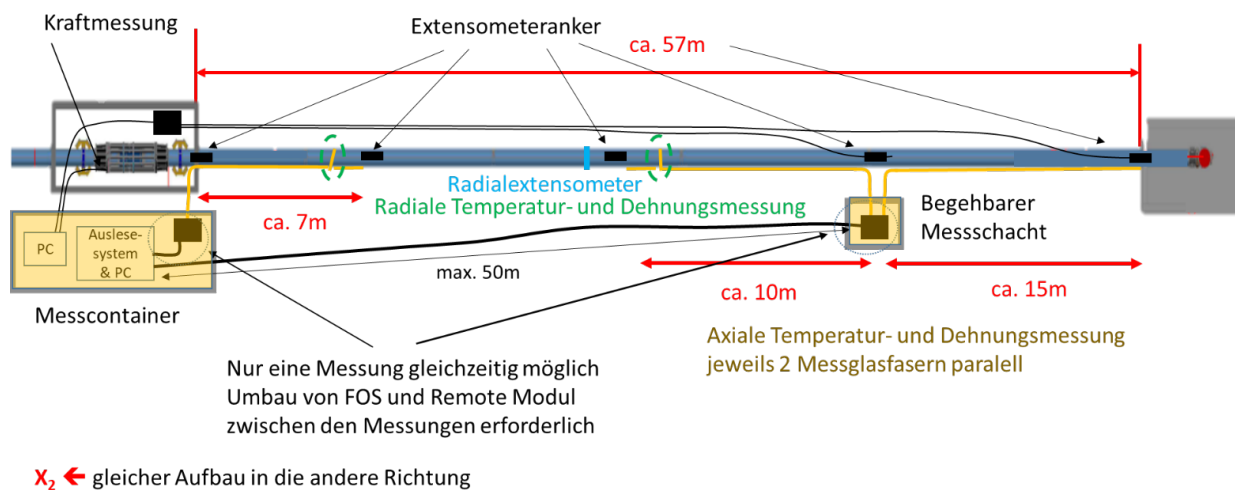 Kraftmessung
Extensometeranker
ca. 57m
Radialextensometer
Radiale Temperatur- und Dehnungsmessung
ca. 7m
Begehbarer
Messschacht
PC
Auslese-
system
& PC
max. 50m
ca. 10m
ca. 15m
Messcontainer
Axiale Temperatur- und Dehnungsmessung
jeweils 2 Messglasfasern paralell
Nur eine Messung gleichzeitig möglich
Umbau von FOS und Remote Modul
zwischen den Messungen erforderlich
X₂ ← gleicher Aufbau in die andere Richtung